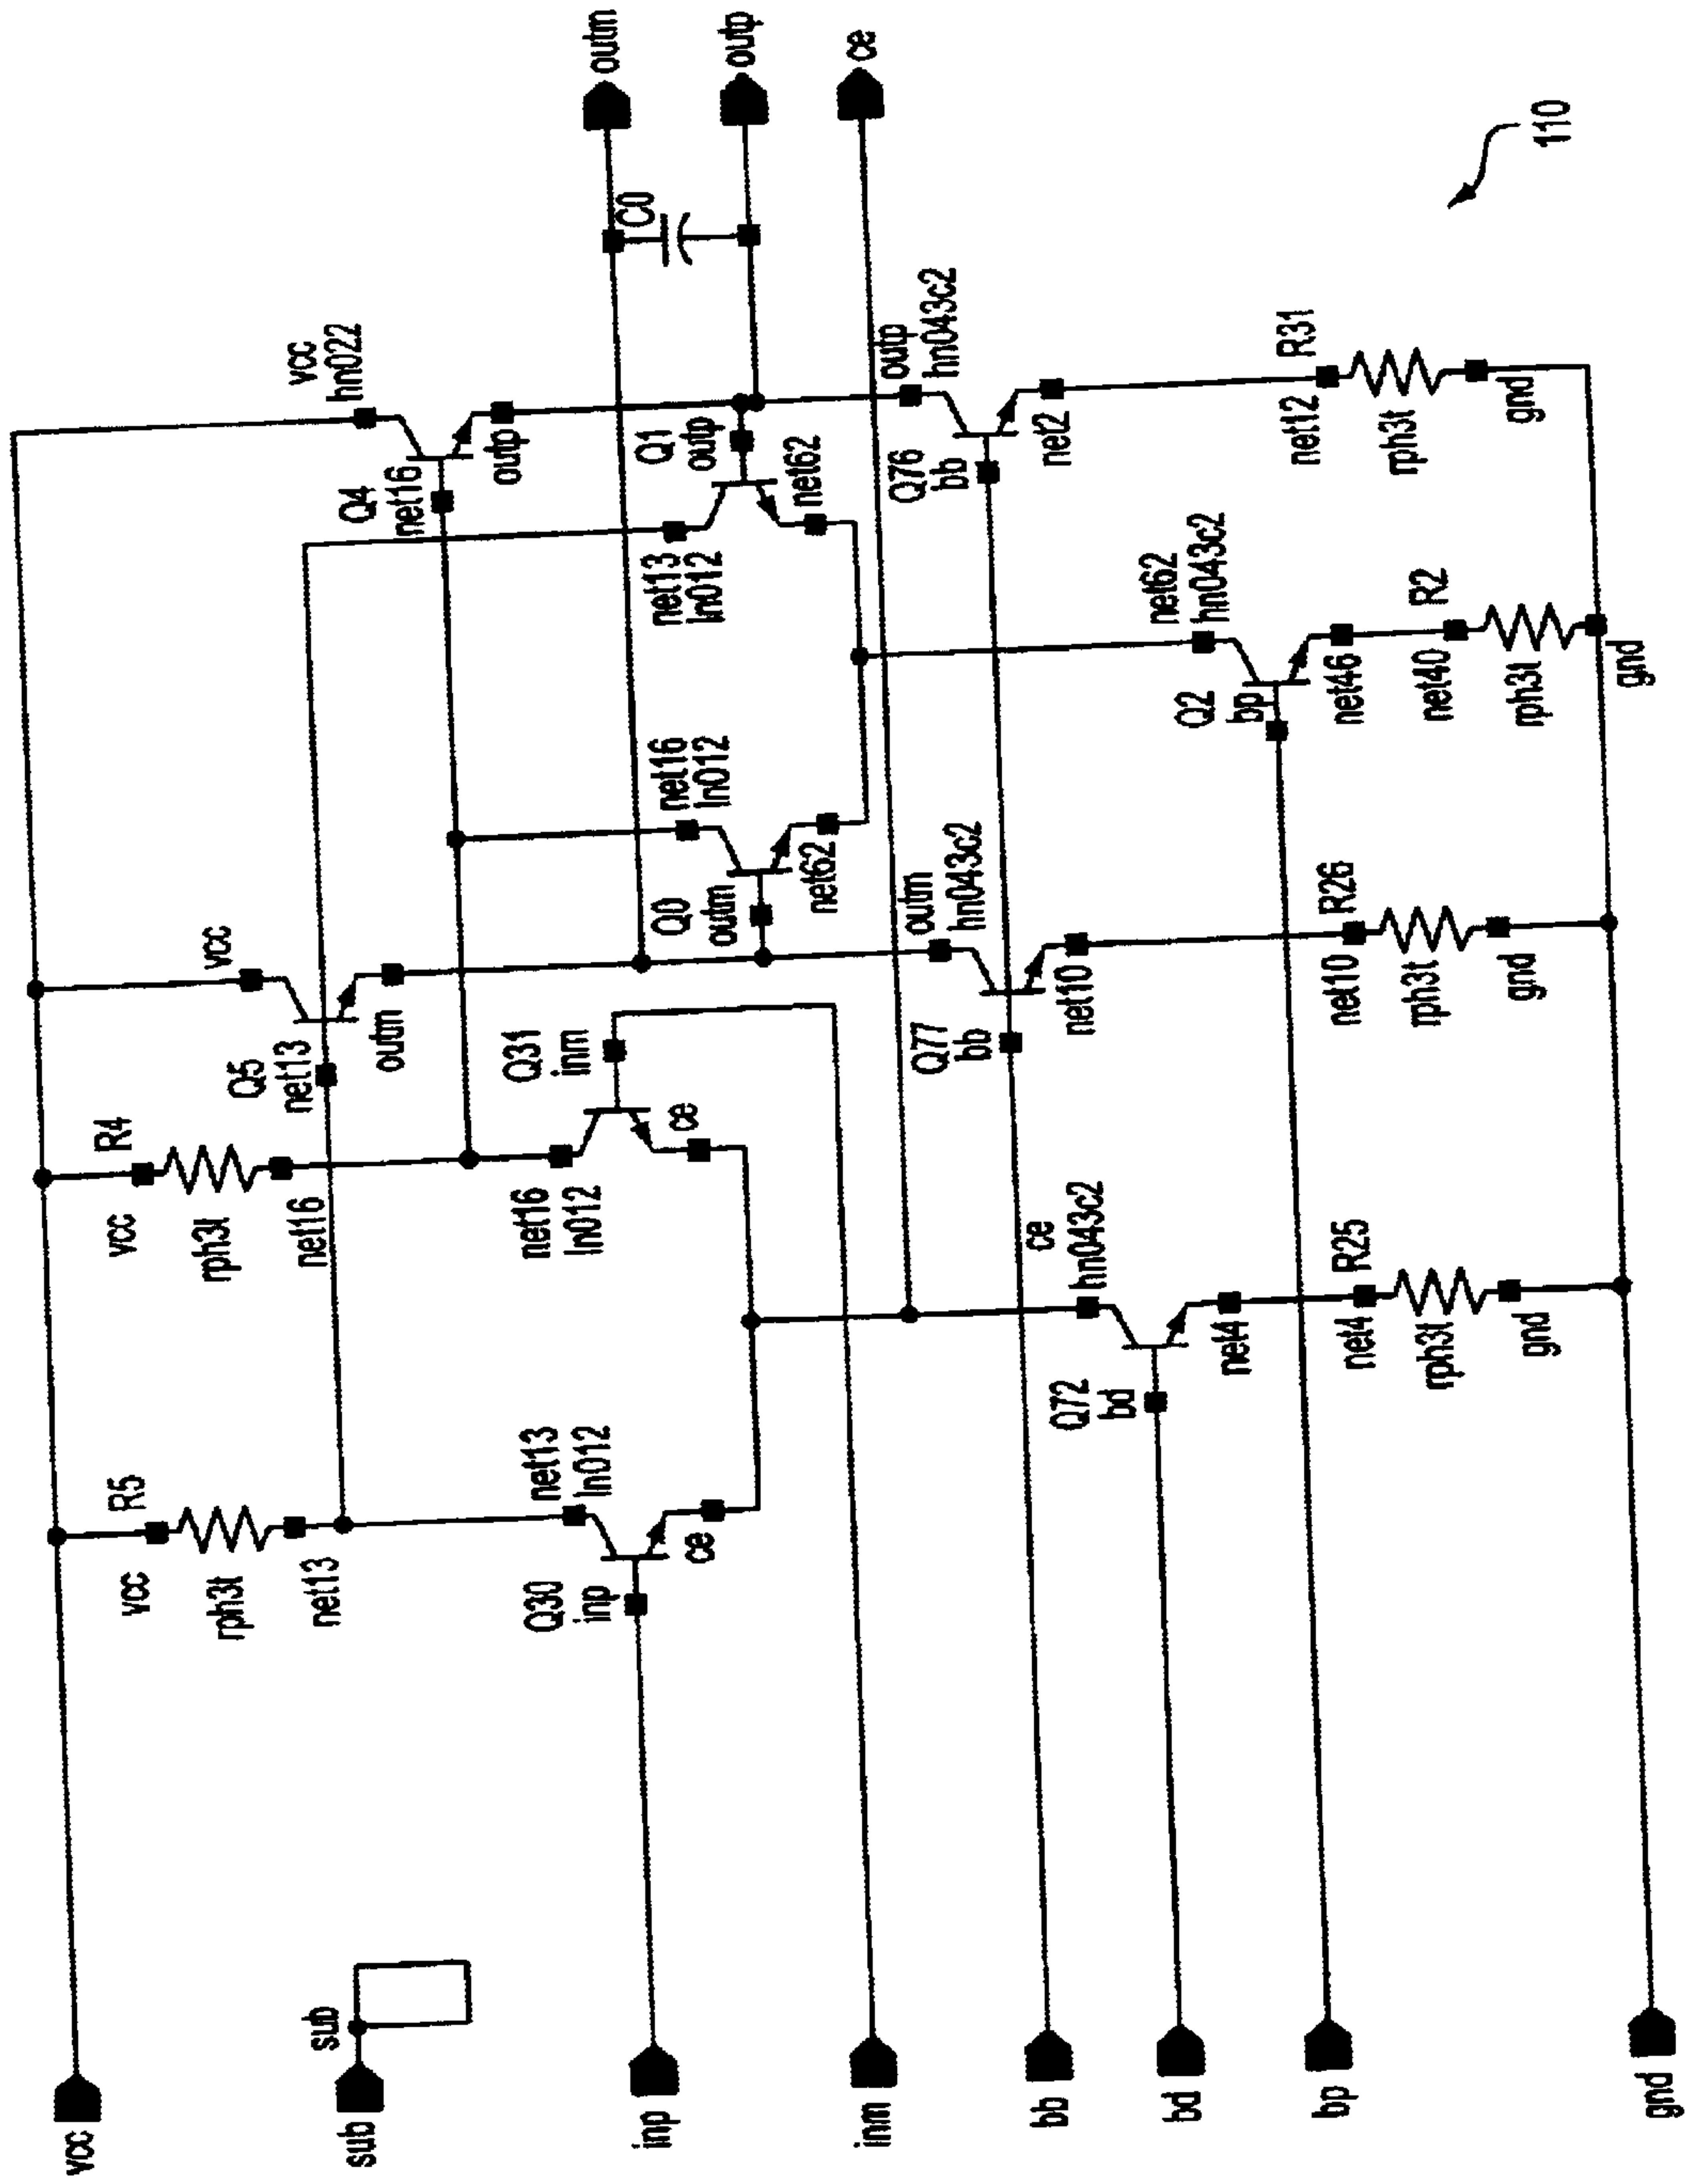 vcc
sub
sub
inp
inm
bb
bd
bp
gnd
vcc
R5
rph3t
net13
net13
ln012
Q30
inp
ce
vcc
R4
rph3t
net16
net16
ln012
Q31
inm
ce
Q5
net13
vcc
outm
net16
ln012
Q0
outm
net62
vcc
hn022
Q4
net16
outp
net13
ln012
Q1
outp
net62
C0
outm
outp
ce
ce
hn043c2
Q72
bd
net4
net4
R25
rph3t
gnd
outm
hn043c2
Q77
bb
net10
net10
R26
rph3t
gnd
net62
hn043c2
Q2
bp
net46
net40
R2
rph3t
gnd
outp
hn043c2
Q76
bb
net2
net12
R31
rph3t
gnd
110